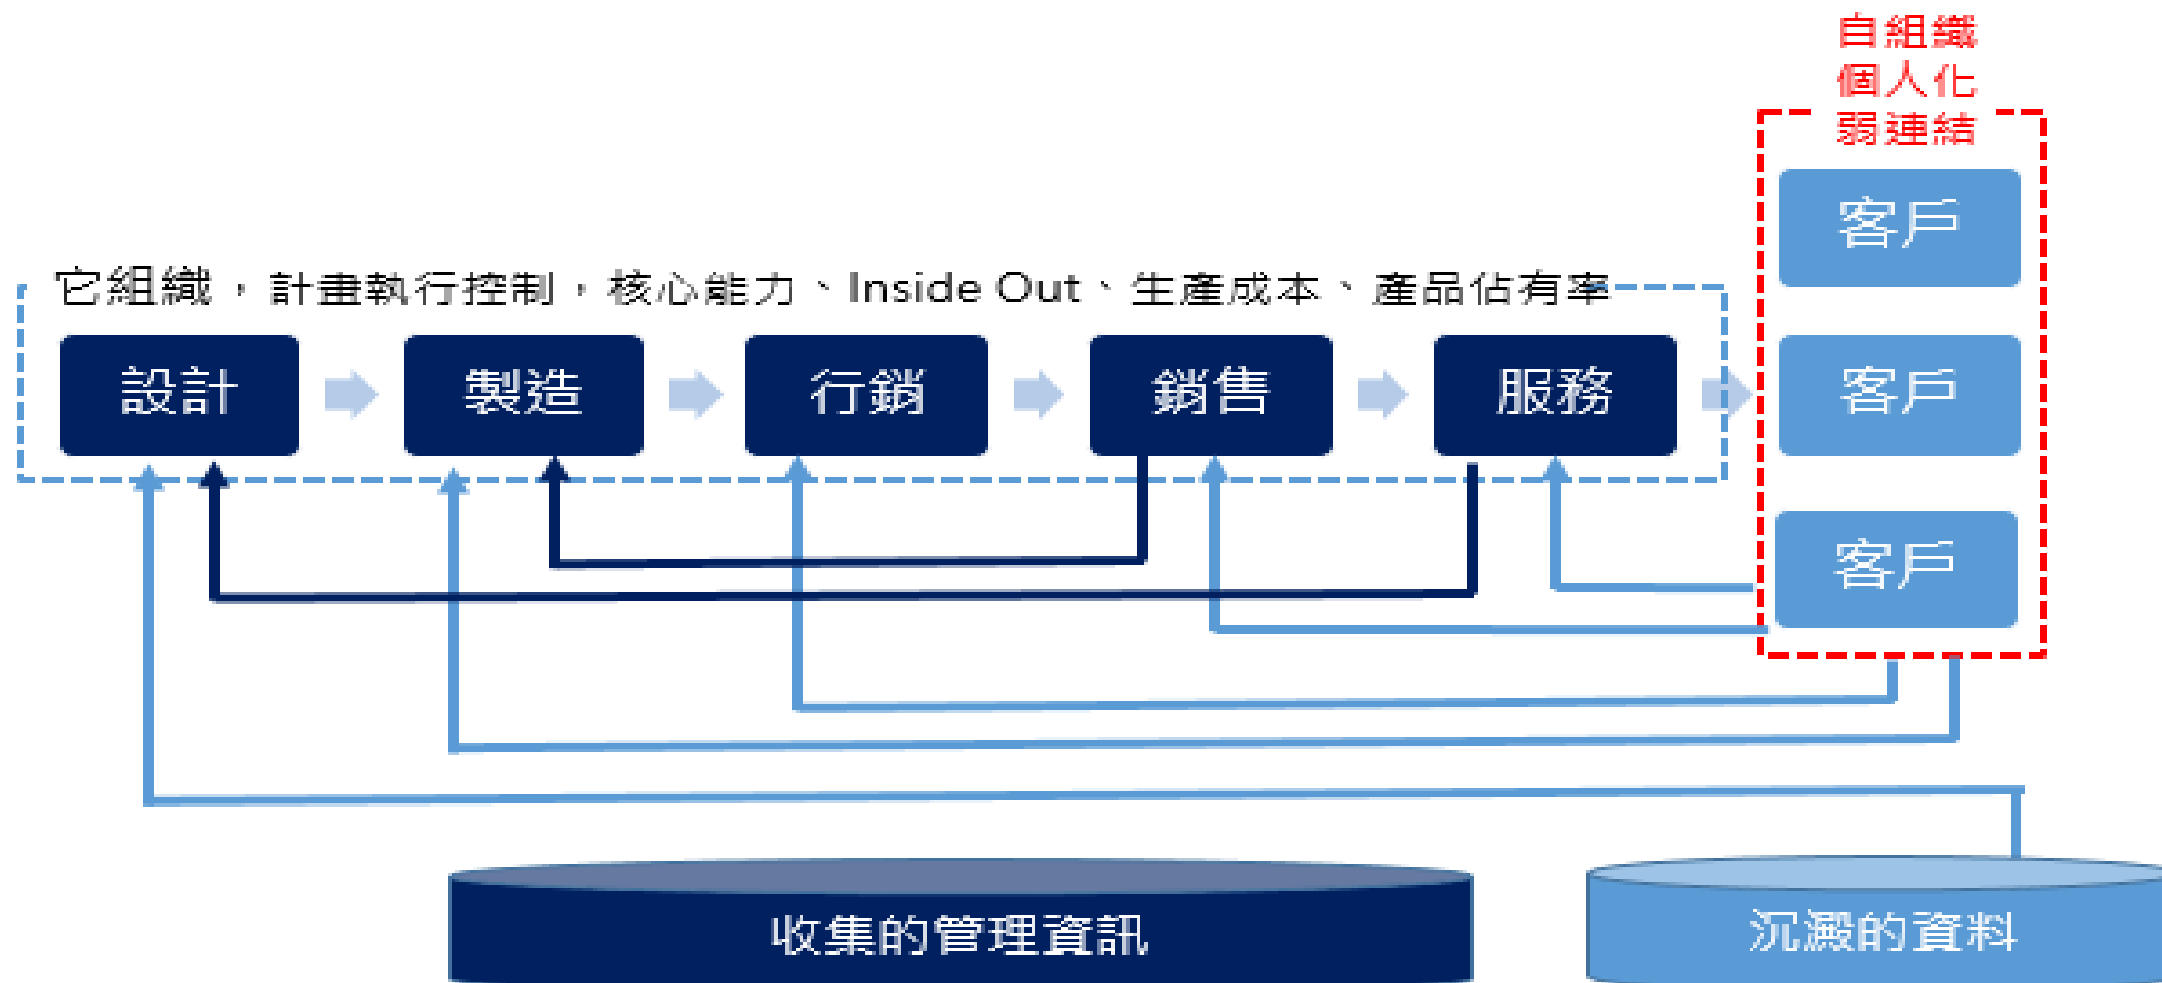 自組織
個人化
弱連結
客戶
它組織，計畫執行控制，核心能力、Inside Out、生產成本、產品佔有率
設計
製造
行銷
銷售
服務
客戶
客戶
收集的管理資訊
沉澱的資料